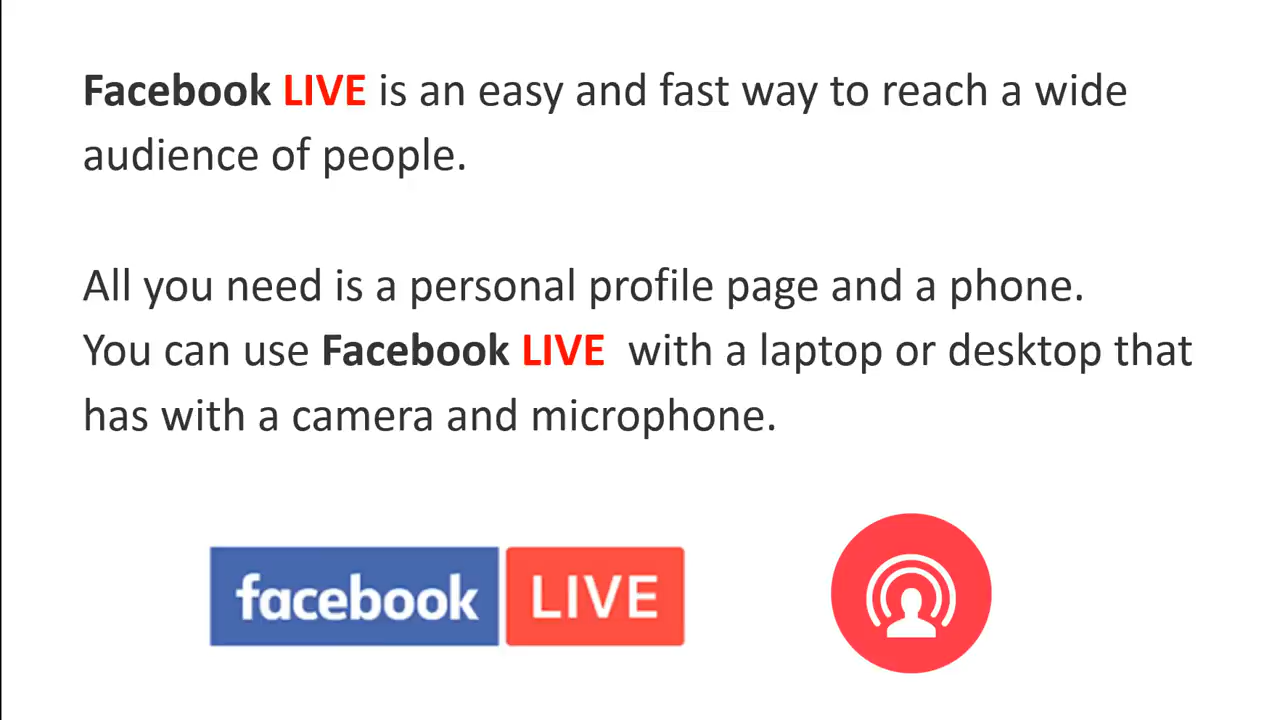 Facebook LIVE is an easy and fast way to reach a wide
audience of people.
All you need is a personal profile page and a phone.
You can use Facebook LIVE with a laptop or desktop that
has with a camera and microphone.
facebook LIVE